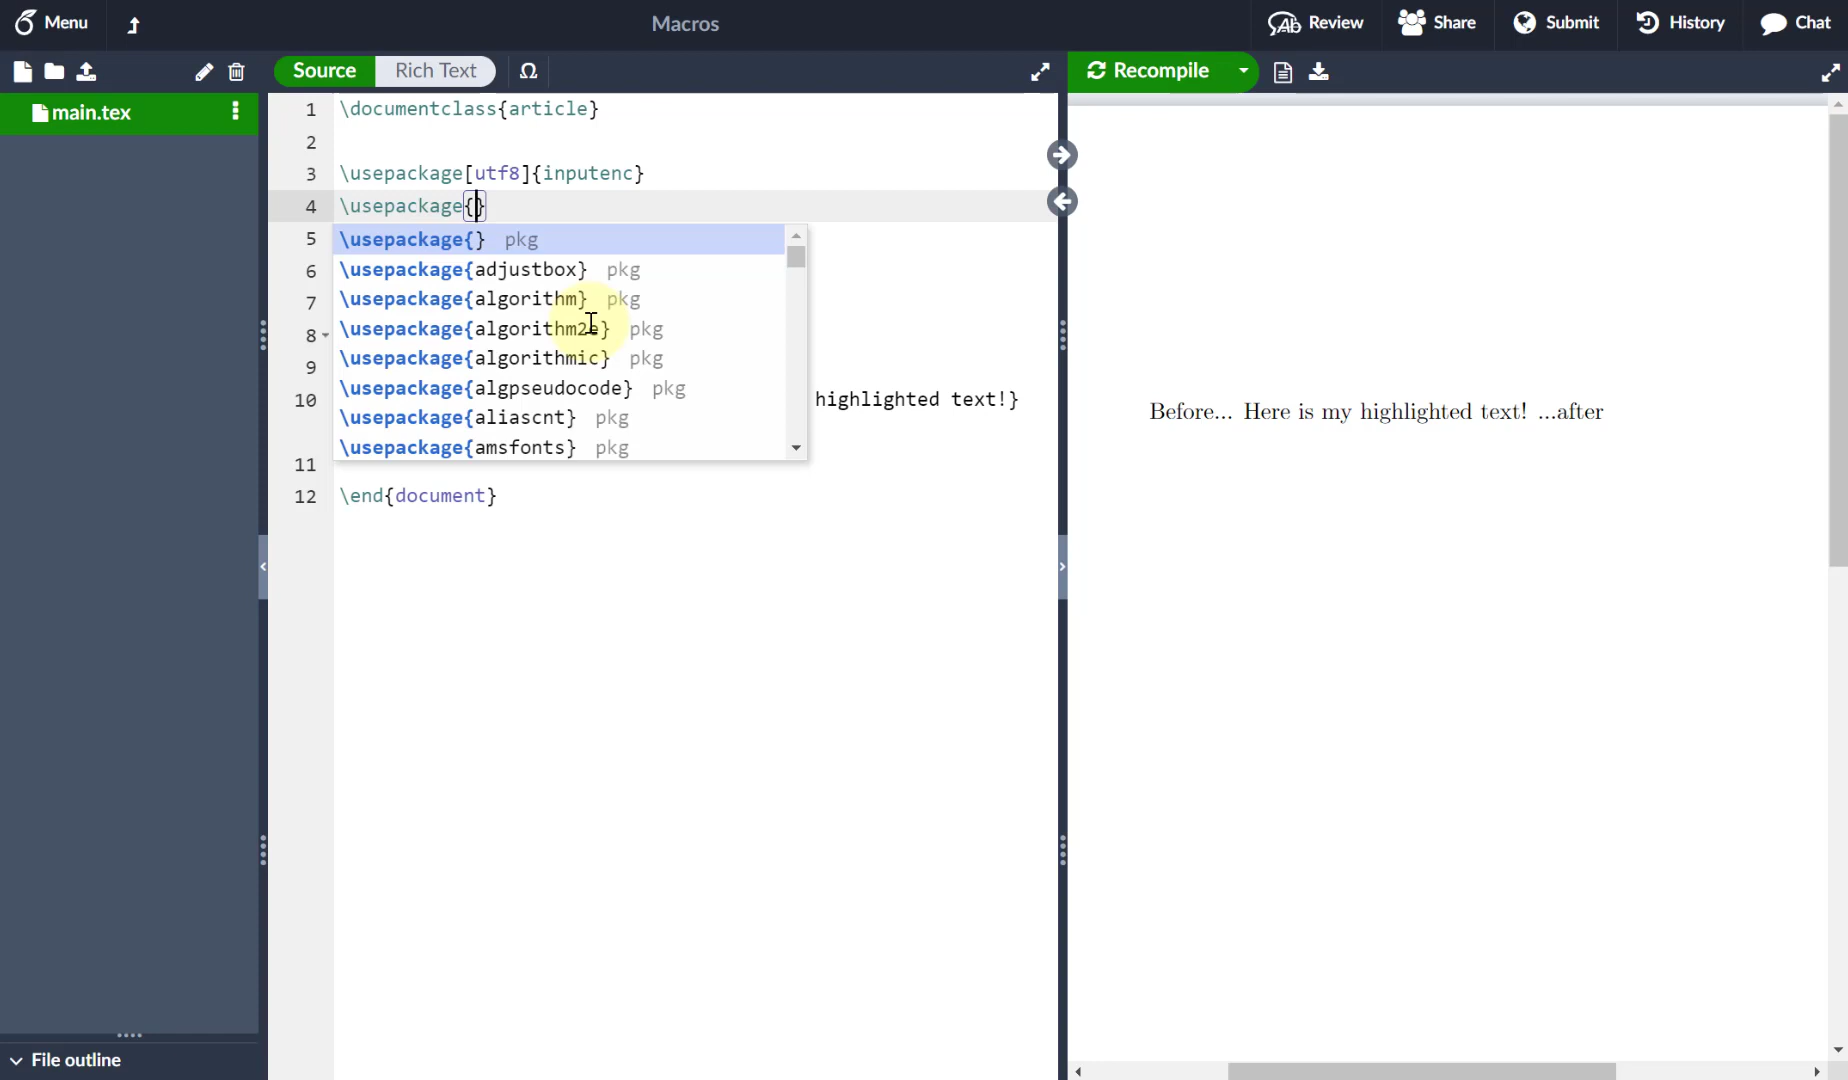 Menu
Macros
Review
Share
Submit
History
Chat
Source
Rich Text
Ω
Recompile
main.tex
1 \documentclass{article}
2
3 \usepackage[utf8]{inputenc}
4 \usepackage{}
5 \usepackage{} pkg
6 \usepackage{adjustbox} pkg
7 \usepackage{algorithm} pkg
8 \usepackage{algorithm2e} pkg
9 \usepackage{algorithmic} pkg
\usepackage{algpseudocode} pkg
10 highlighted text!}
\usepackage{aliascnt} pkg
\usepackage{amsfonts} pkg
11
12 \end{document}
Before... Here is my highlighted text! ...after
File outline